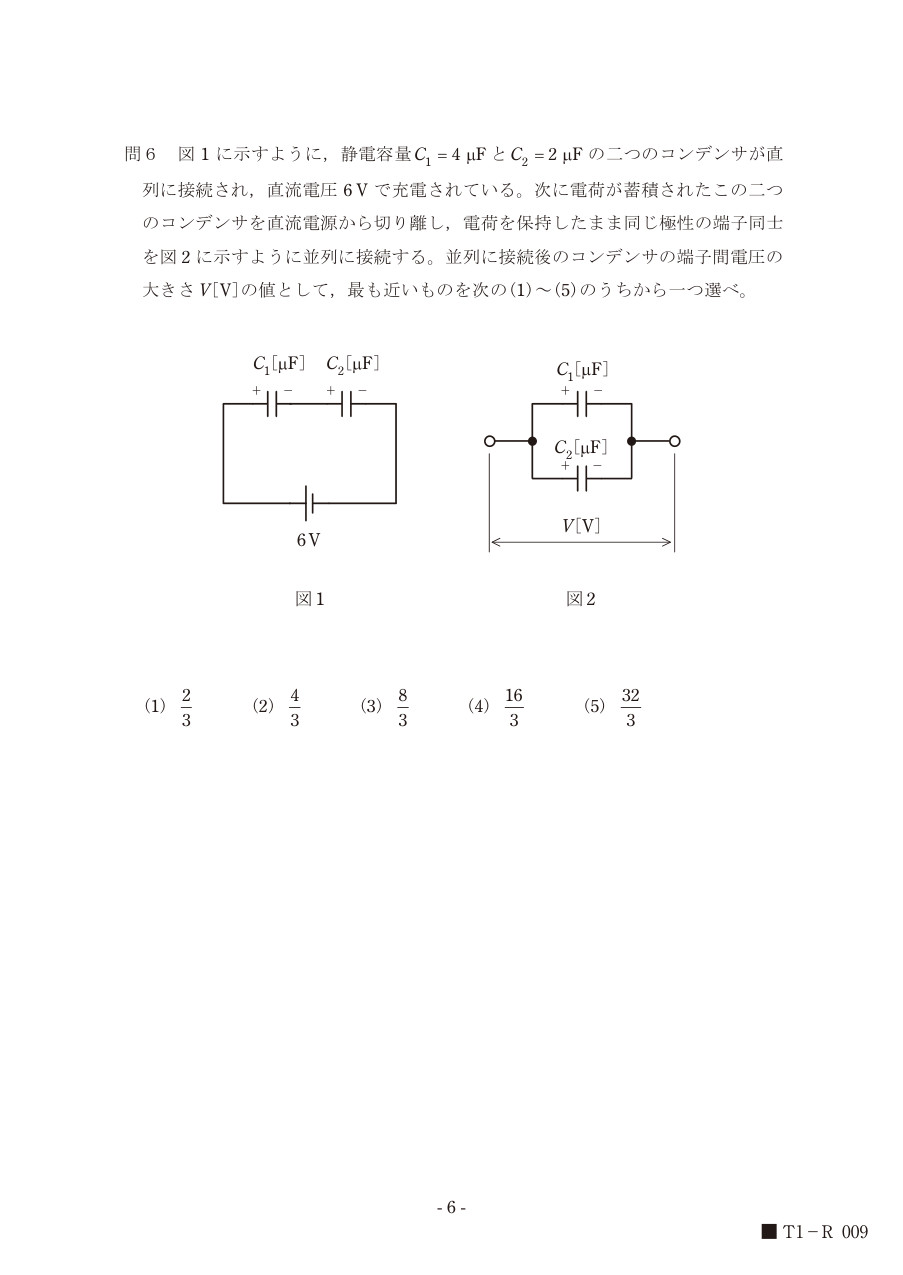 問6 図1に示すように，静電容量C₁ = 4 μFとC₂ = 2 μFの二つのコンデンサが直
列に接続され，直流電圧6Vで充電されている。次に電荷が蓄積されたこの二つ
のコンデンサを直流電源から切り離し，電荷を保持したまま同じ極性の端子同士
を図2に示すように並列に接続する。並列に接続後のコンデンサの端子間電圧の
大きさV[V]の値として，最も近いものを次の(1)～(5)のうちから一つ選べ。
C₁[μF] C₂[μF]
+ − + −
6V
図1
C₁[μF]
+ −
C₂[μF]
+ −
V[V]
図2
(1) 2/3 (2) 4/3 (3) 8/3 (4) 16/3 (5) 32/3
- 6 -
■ T1−R 009